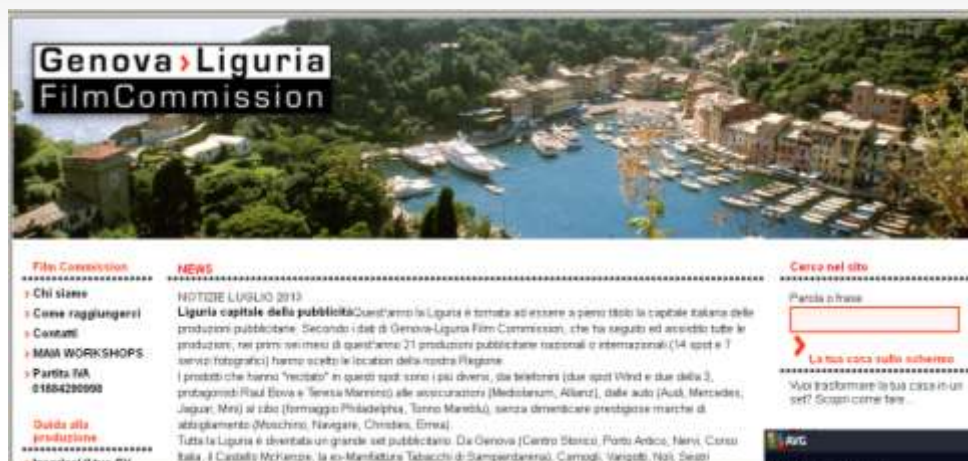 Genova›Liguria
FilmCommission
Film Commission
› Chi siamo
› Come raggiungerci
› Contatti
› MAIA WORKSHOPS
› Partita IVA
01884280998
Guida alla
produzione
NEWS
NOTIZIE LUGLIO 2013
Liguria capitale della pubblicitàQuest'anno la Liguria è tornata ad essere a pieno titolo la capitale italiana delle
produzioni pubblicitarie. Secondo i dati di Genova-Liguria Film Commission, che ha seguito ed assistito tutte le
produzioni, nei primi sei mesi di quest'anno 21 produzioni pubblicitarie nazionali o internazionali (14 spot e 7
servizi fotografici) hanno scelto le location della nostra Regione.
I prodotti che hanno "recitato" in questi spot sono i più diversi, dai telefonini (due spot Wind e due della 3,
protagonisti Raul Bova e Teresa Mannino) alle assicurazioni (Mediolanum, Allianz), dalle auto (Audi, Mercedes,
Jaguar, Mini) al cibo (formaggio Philadelphia, Tonno Mareblu), senza dimenticare prestigiose marche di
abbigliamento (Moschino, Navigare, Christies, Errea).
Tutta la Liguria è diventata un grande set pubblicitario. Da Genova (Centro Storico, Porto Antico, Nervi, Corso
Italia, il Castello McKenzie, la ex-Manifattura Tabacchi di Sampierdarena), Camogli, Varigotti, Noli, Sestri
Cerca nel sito
Parola o frase
La tua casa sullo schermo
Vuoi trasformare la tua casa in un
set? Scopri come fare...
AVG